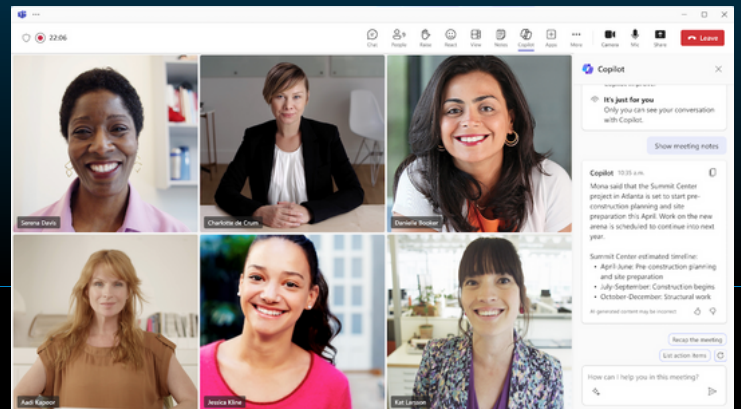 22:06
Chat
People
Raise
React
View
Notes
Copilot
Apps
More
Camera
Mic
Share
Leave
Serena Davis
Charlotte de Crum
Danielle Booker
Aadi Kapoor
Jessica Kline
Kat Larsson
Copilot
It's just for you
Only you can see your conversation
with Copilot.
Show meeting notes
Copilot 10:35 a.m.
Mona said that the Summit Center
project in Atlanta is set to start pre-
construction planning and site
preparation this April. Work on the new
arena is scheduled to continue into next
year.
Summit Center estimated timeline:
• April-June: Pre-construction planning
and site preparation
• July-September: Construction begins
• October-December: Structural work
AI generated content may be incorrect
Recap the meeting
List action items
How can I help you in this meeting?